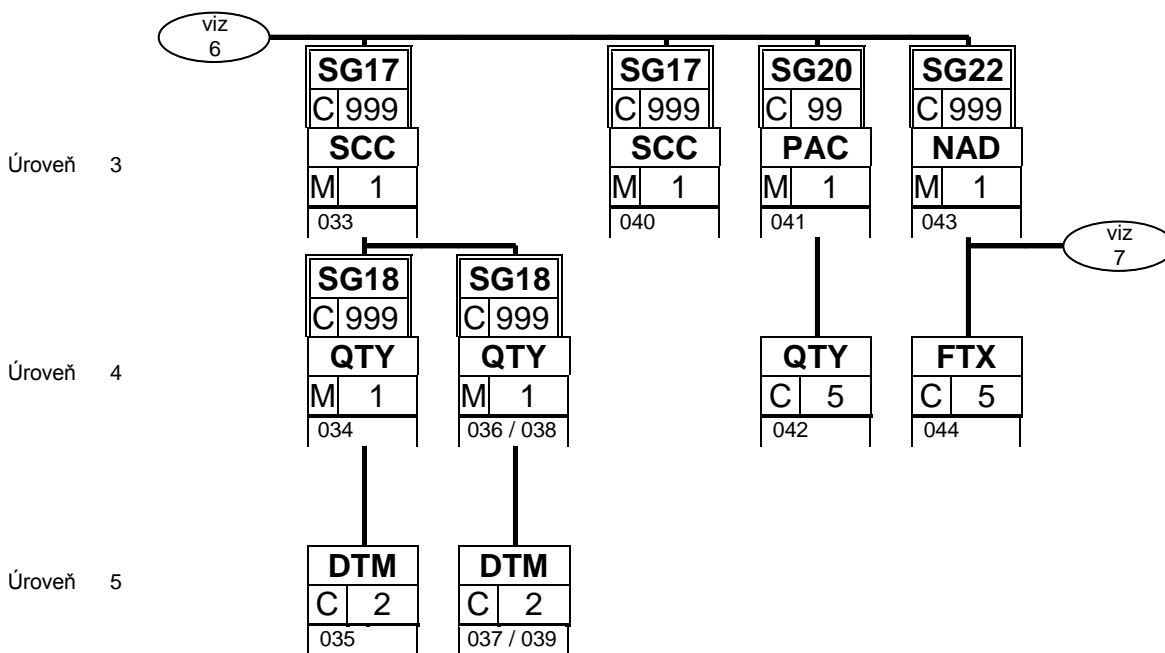 viz
6
SG17 SG17 SG20 SG22
C 999 C 999 C 99 C 999
SCC SCC PAC NAD
Úroveň 3
M 1 M 1 M 1 M 1
033 040 041 043
viz
7
SG18 SG18
C 999 C 999
QTY QTY QTY FTX
Úroveň 4
M 1 M 1 C 5 C 5
034 036 / 038 042 044
DTM DTM
Úroveň 5
C 2 C 2
035 037 / 039